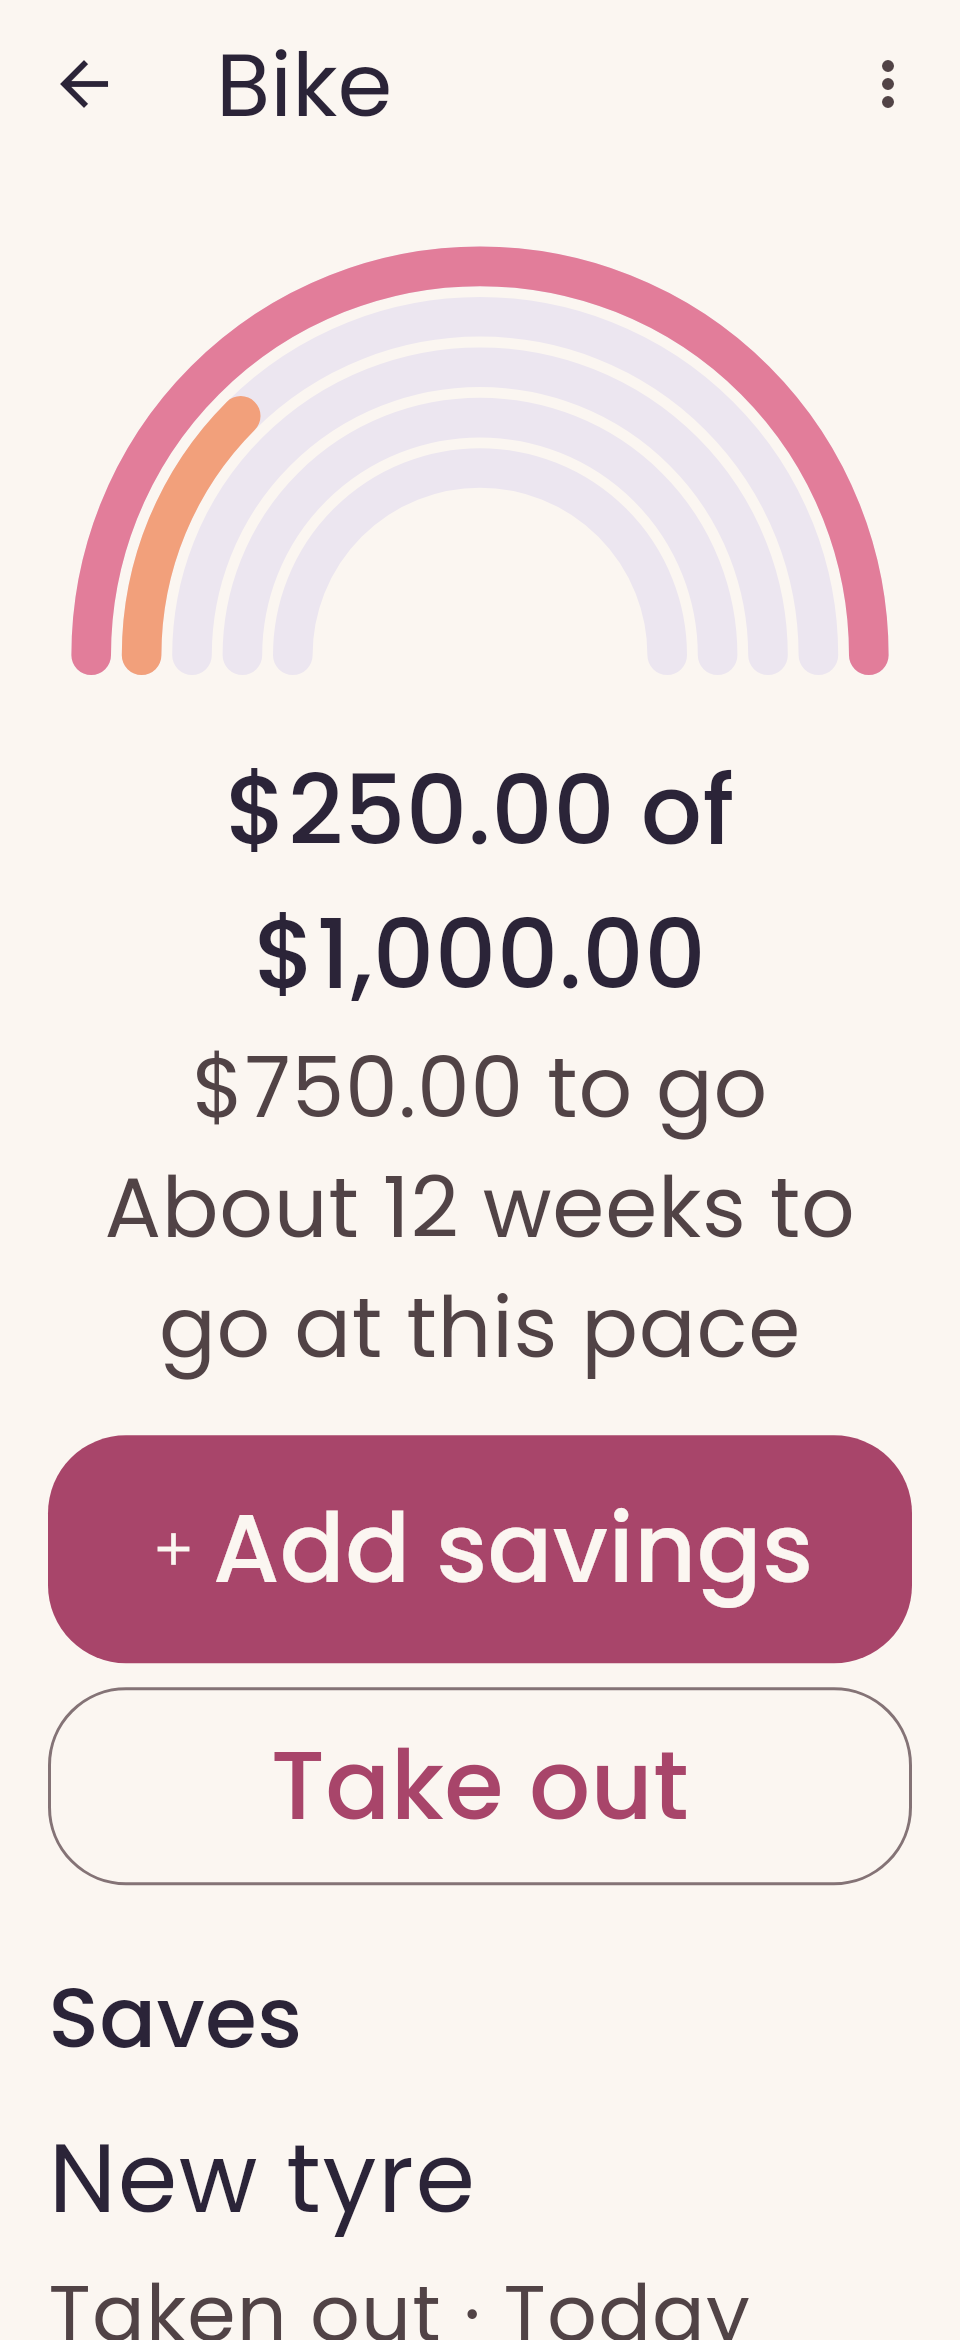 Bike
$250.00 of
$1,000.00
$750.00 to go
About 12 weeks to
go at this pace
+ Add savings
Take out
Saves
New tyre
Taken out · Today